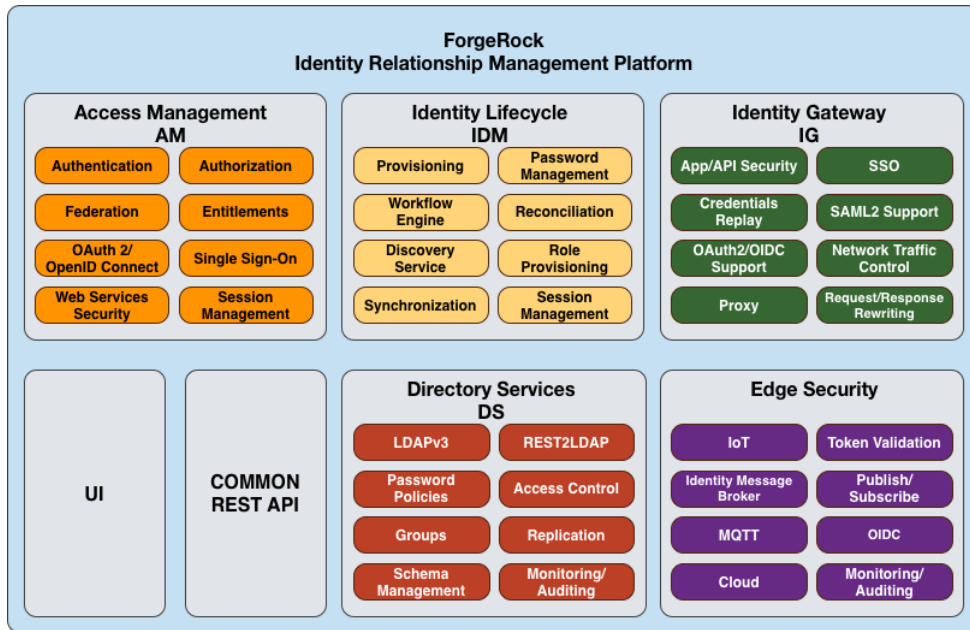 ForgeRock
Identity Relationship Management Platform
Access Management
AM
Authentication
Authorization
Federation
Entitlements
OAuth 2/
OpenID Connect
Single Sign-On
Web Services
Security
Session
Management
Identity Lifecycle
IDM
Provisioning
Password
Management
Workflow
Engine
Reconciliation
Discovery
Service
Role
Provisioning
Synchronization
Session
Management
Identity Gateway
IG
App/API Security
SSO
Credentials
Replay
SAML2 Support
OAuth2/OIDC
Support
Network Traffic
Control
Proxy
Request/Response
Rewriting
UI
COMMON
REST API
Directory Services
DS
LDAPv3
REST2LDAP
Password
Policies
Access Control
Groups
Replication
Schema
Management
Monitoring/
Auditing
Edge Security
IoT
Token Validation
Identity Message
Broker
Publish/
Subscribe
MQTT
OIDC
Cloud
Monitoring/
Auditing